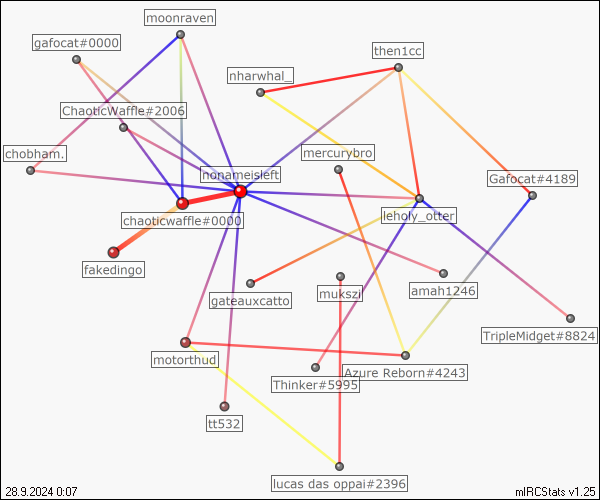 moonraven
gafocat#0000
then1cc
nharwhal_
ChaoticWaffle#2006
mercurybro
chobham.
nonameisleft
Gafocat#4189
chaoticwaffle#0000
leholy_otter
fakedingo
gateauxcatto
mukszi
amah1246
TripleMidget#8824
motorthud
Azure Reborn#4243
Thinker#5995
tt532
lucas das oppai#2396
28.9.2024 0:07
mIRCStats v1.25